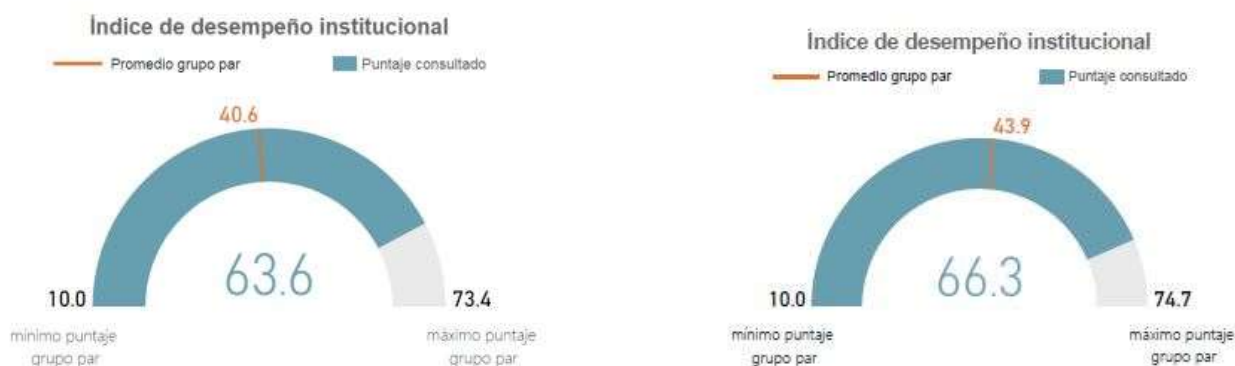 Índice de desempeño institucional
Promedio grupo par
Puntaje consultado
40.6
63.6
10.0
73.4
mínimo puntaje
grupo par
máximo puntaje
grupo par
Índice de desempeño institucional
Promedio grupo par
Puntaje consultado
43.9
66.3
10.0
74.7
mínimo puntaje
grupo par
máximo puntaje
grupo par